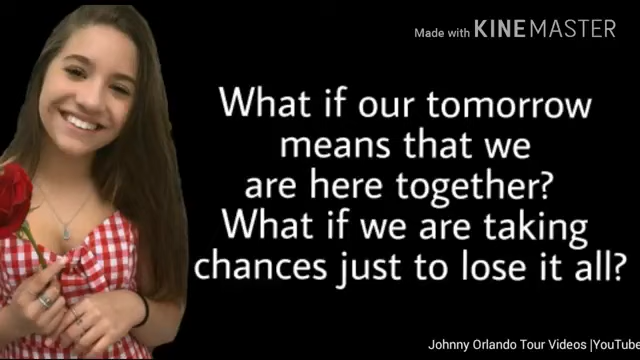 Made with KINEMASTER
What if our tomorrow
means that we
are here together?
What if we are taking
chances just to lose it all?
Johnny Orlando Tour Videos |YouTube